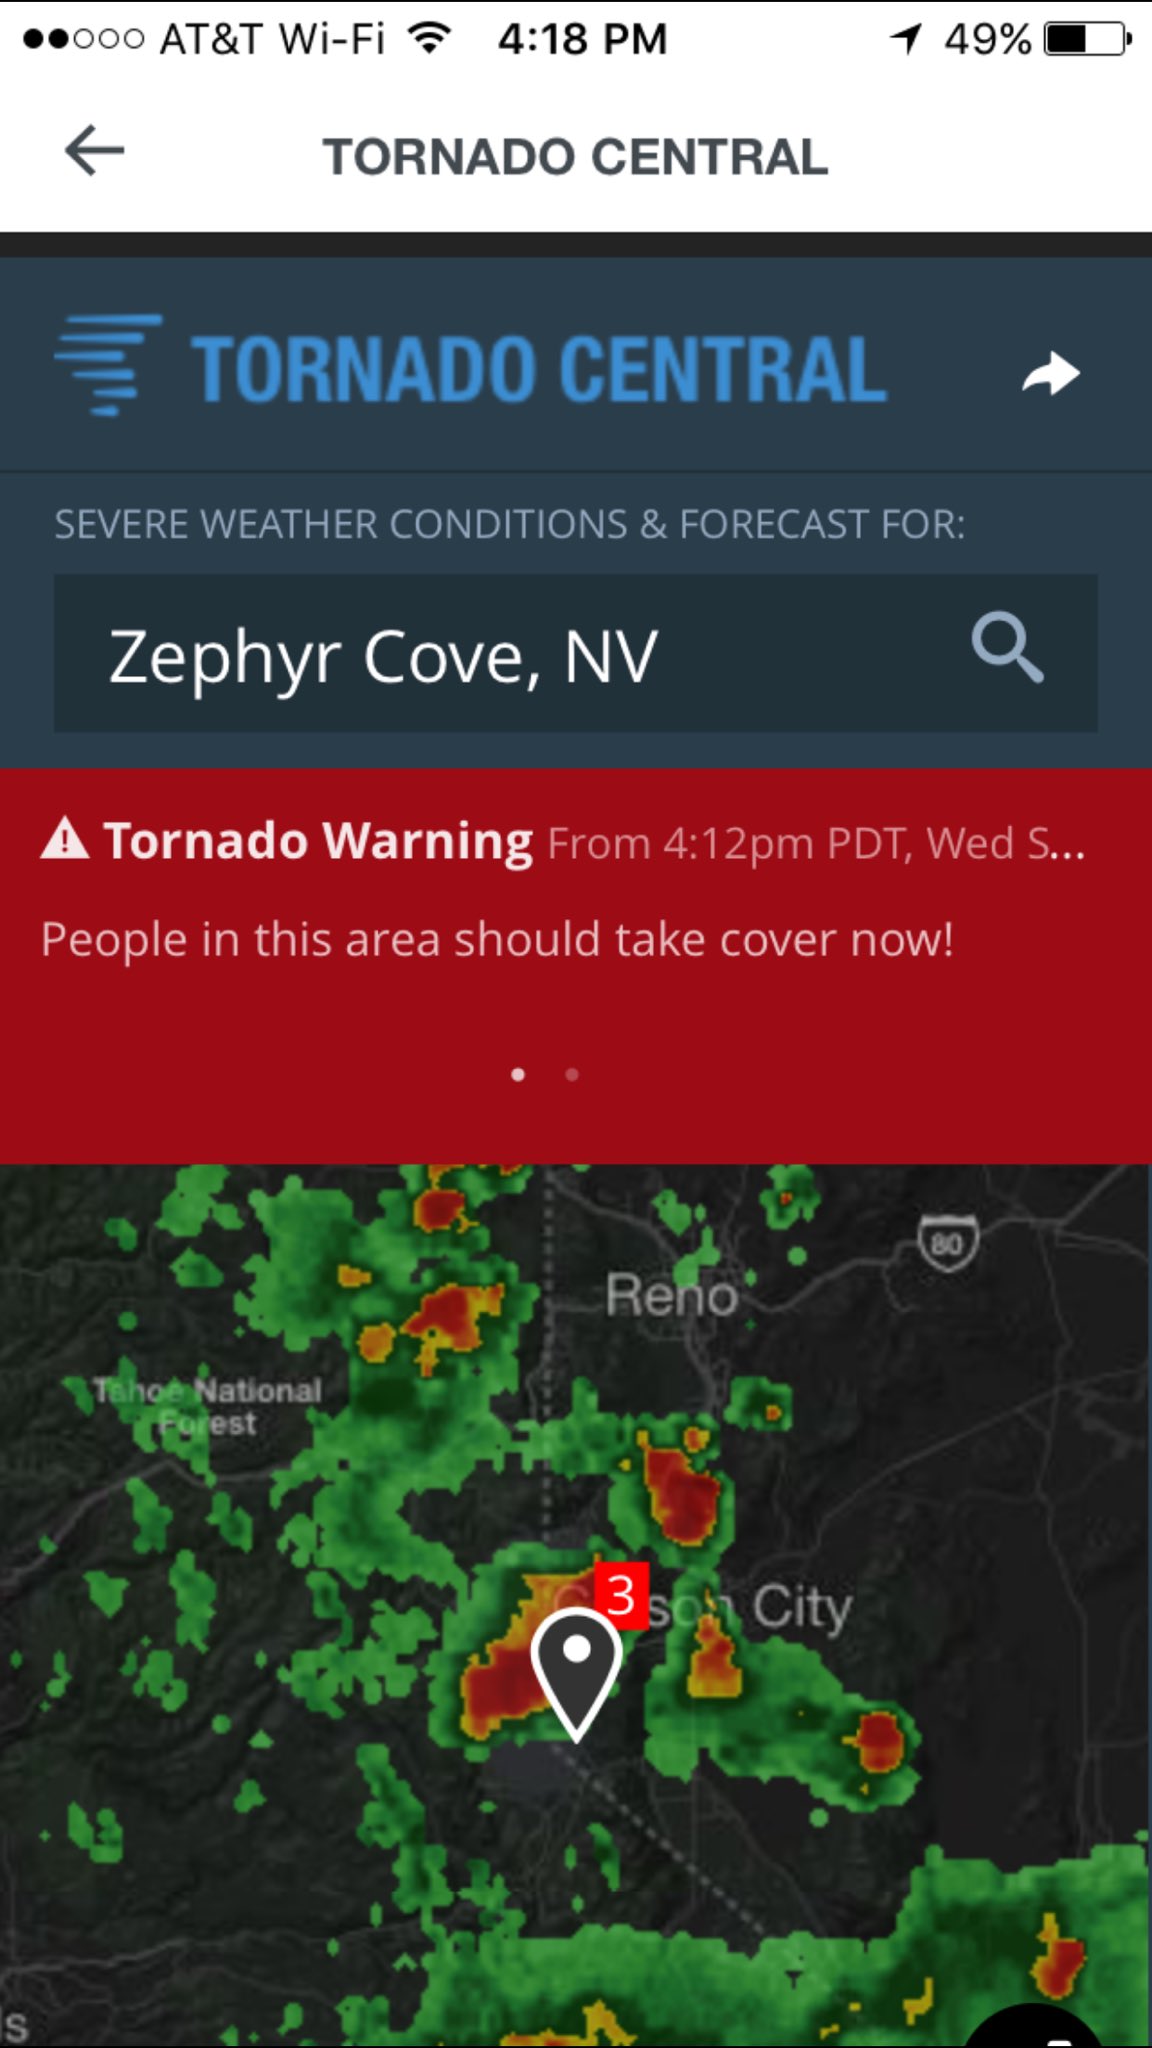 AT&T Wi-Fi 4:18 PM 49%
TORNADO CENTRAL
TORNADO CENTRAL
SEVERE WEATHER CONDITIONS & FORECAST FOR:
Zephyr Cove, NV
Tornado Warning From 4:12pm PDT, Wed S...
People in this area should take cover now!
80
Reno
Tahoe National
Forest
3
son City
ls